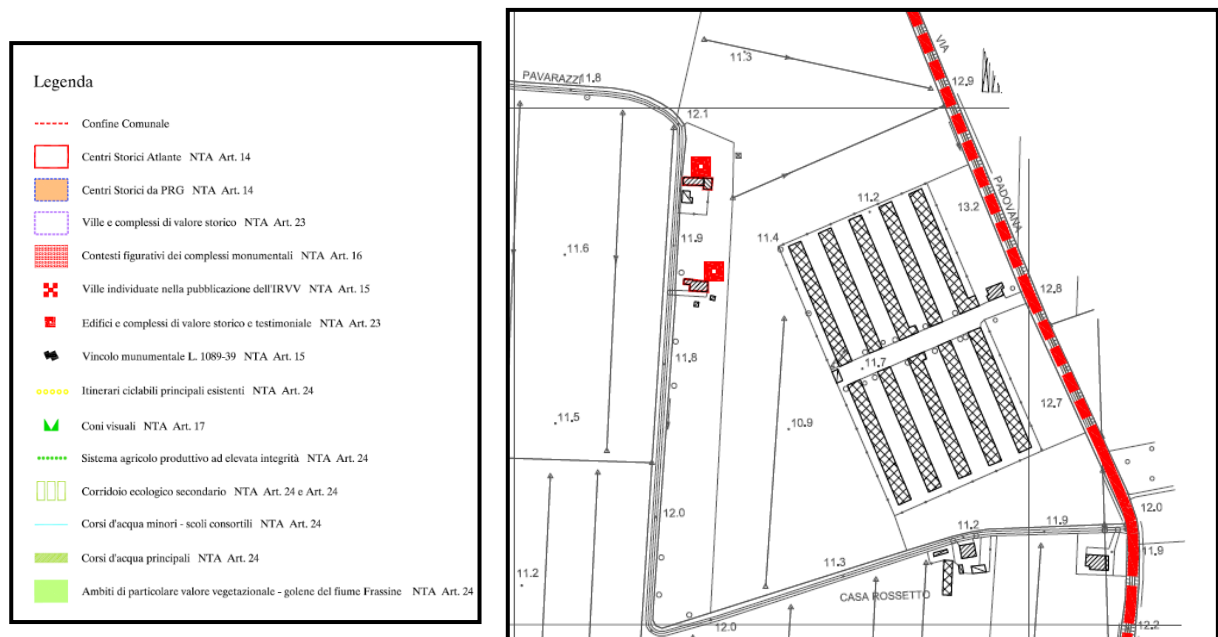 Legenda
Confine Comunale
Centri Storici Atlante NTA Art. 14
Centri Storici da PRG NTA Art. 14
Ville e complessi di valore storico NTA Art. 23
Contesti figurativi dei complessi monumentali NTA Art. 16
Ville individuate nella pubblicazione dell'IRVV NTA Art. 15
Edifici e complessi di valore storico e testimoniale NTA Art. 23
Vincolo munumentale L. 1089-39 NTA Art. 15
Itinerari ciclabili principali esistenti NTA Art. 24
Coni visuali NTA Art. 17
Sistema agricolo produttivo ad elevata integrità NTA Art. 24
Corridoio ecologico secondario NTA Art. 24 e Art. 24
Corsi d'acqua minori - scoli consortili NTA Art. 24
Corsi d'acqua principali NTA Art. 24
Ambiti di particolare valore vegetazionale - golene del fiume Frassine NTA Art. 24
VIA
11.3
PAVARAZZI
11.8
12.9
12.1
PADOVANA
11.2
13.2
11.9
11.4
11.6
12.8
11.8
11.7
12.7
11.5
10.9
12.0
12.0
11.2
11.9
11.9
11.3
11.2
CASA ROSSETTO
12.0
12.2